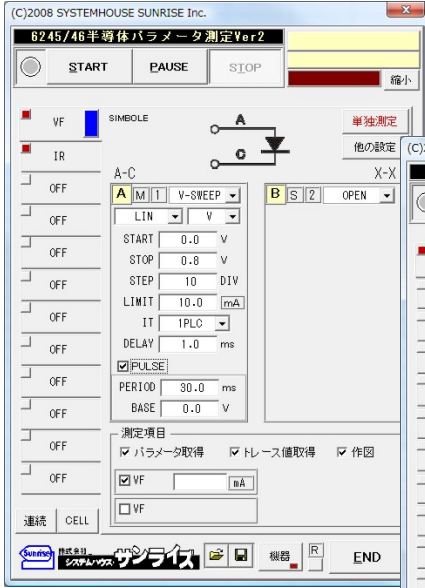 (C)2008 SYSTEMHOUSE SUNRISE Inc.
6245/46半導体パラメータ測定Ver2
START PAUSE STOP
縮小
VF
IR
OFF
OFF
OFF
OFF
OFF
OFF
OFF
OFF
OFF
OFF
連続 CELL
SIMBOLE
A
C
単独測定
他の設定
(C)
A-C
X-X
A M 1 V-SWEEP
LIN V
START 0.0 V
STOP 0.8 V
STEP 10 DIV
LIMIT 10.0 mA
IT 1PLC
DELAY 1.0 ms
PULSE
PERIOD 30.0 ms
BASE 0.0 V
B S 2 OPEN
測定項目
パラメータ取得 トレース値取得 作図
VF mA
VF
Sunrise 株式会社 システムハウス サンライズ
機器 R END